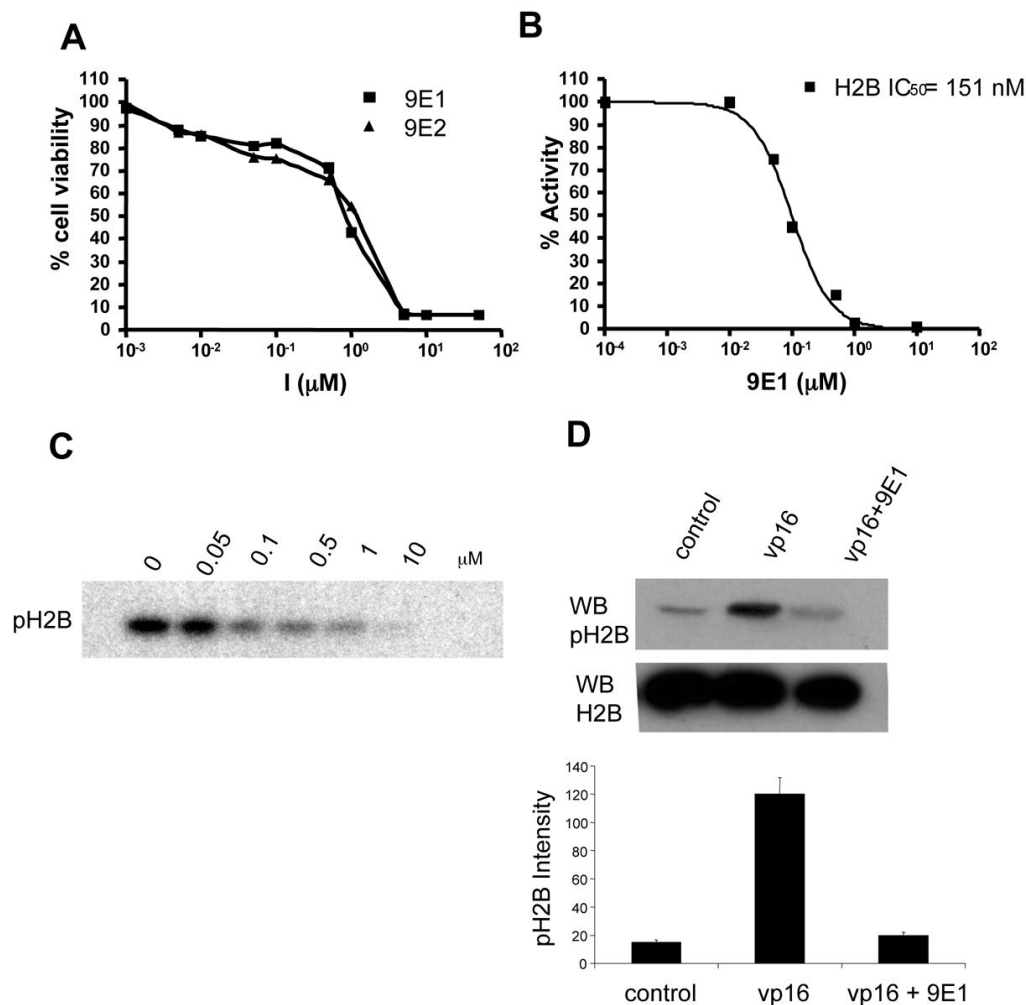 A
110
100
90
80
70
60
50
40
30
20
10
0
% cell viability
9E1
9E2
10-3
10-2
10-1
100
101
102
I (μM)
B
110
100
90
80
70
60
50
40
30
20
10
0
% Activity
H2B IC50= 151 nM
10-4
10-3
10-2
10-1
100
101
102
9E1 (μM)
C
0
0.05
0.1
0.5
1
10
μM
pH2B
D
control
vp16
vp16+9E1
WB
pH2B
WB
H2B
140
120
100
80
60
40
20
0
pH2B Intensity
control
vp16
vp16 + 9E1